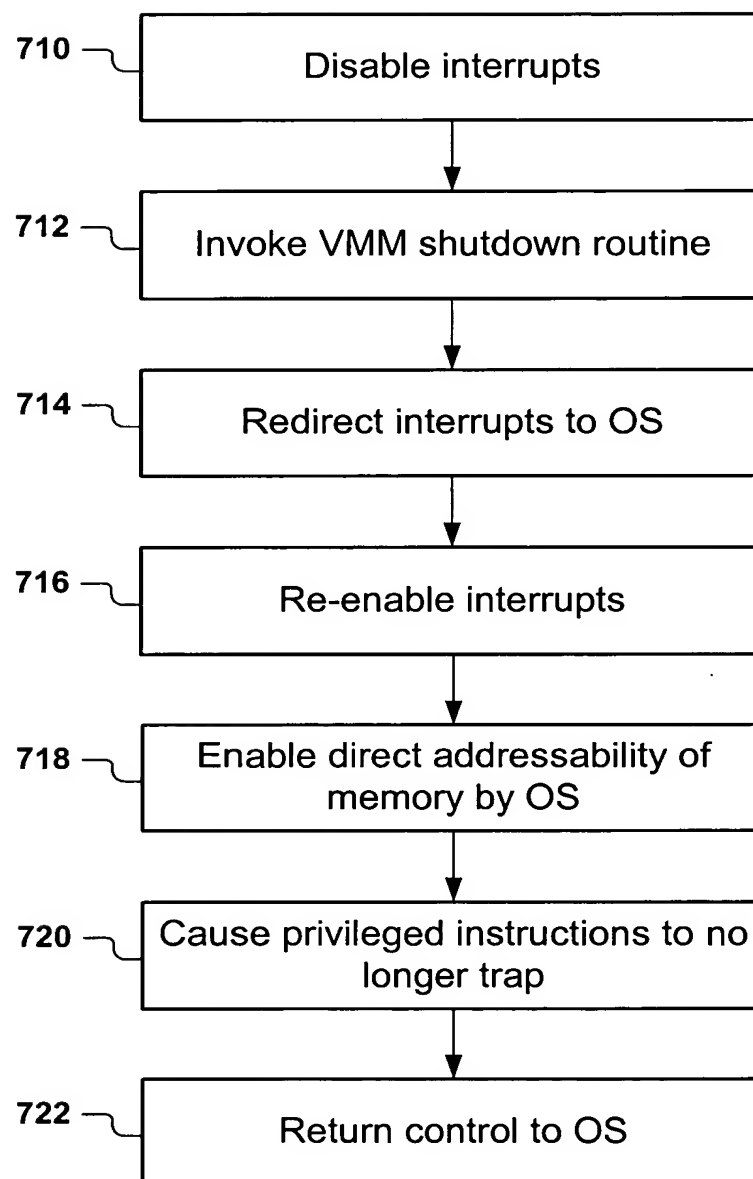 710
Disable interrupts
712
Invoke VMM shutdown routine
714
Redirect interrupts to OS
716
Re-enable interrupts
718
Enable direct addressability of
memory by OS
720
Cause privileged instructions to no
longer trap
722
Return control to OS